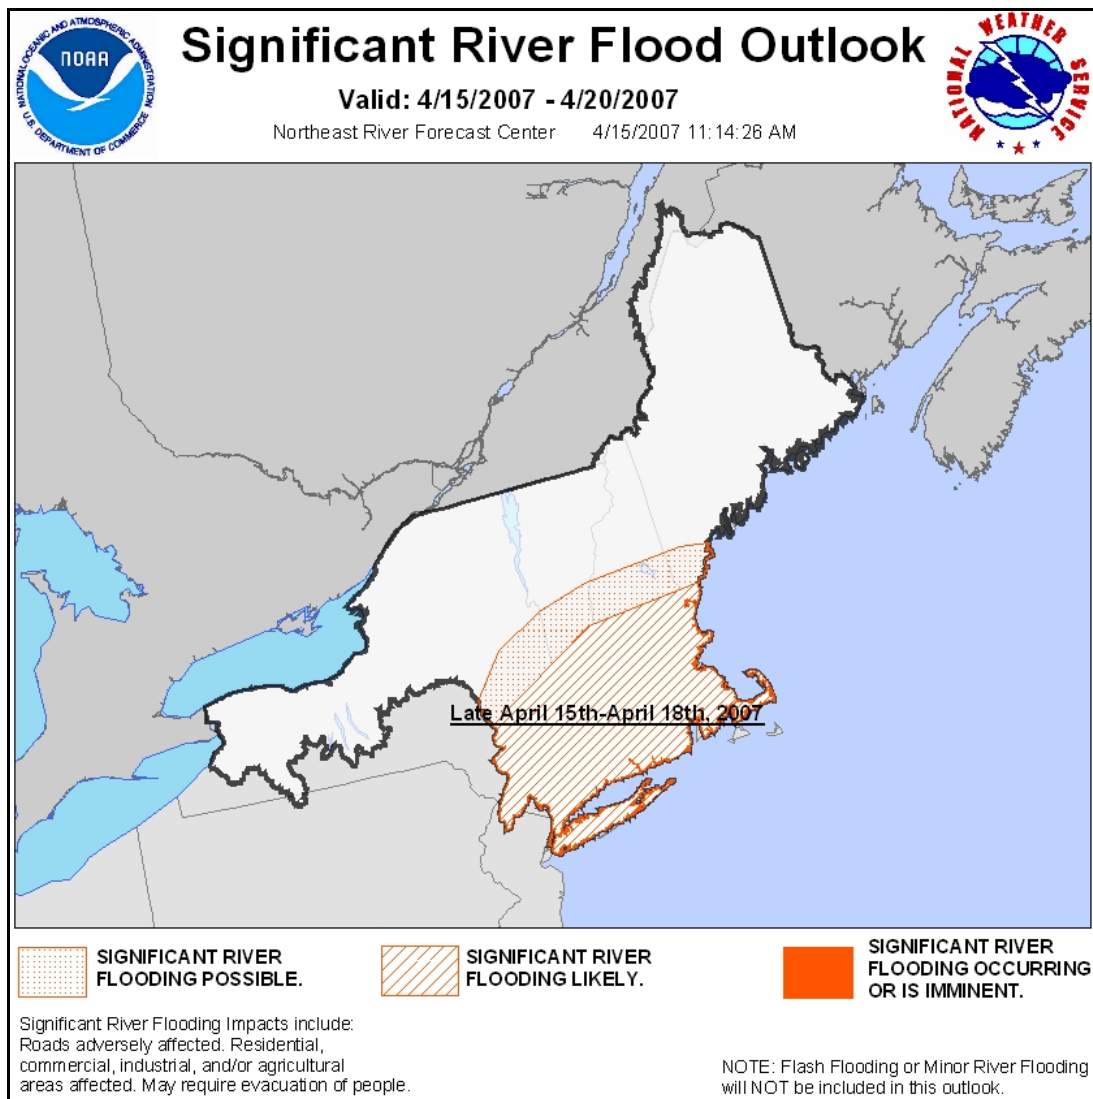 NATIONAL OCEANIC AND ATMOSPHERIC ADMINISTRATION
U.S. DEPARTMENT OF COMMERCE
NOAA
Significant River Flood Outlook
Valid: 4/15/2007 - 4/20/2007
Northeast River Forecast Center 4/15/2007 11:14:26 AM
NATIONAL WEATHER SERVICE
Late April 15th-April 18th, 2007
SIGNIFICANT RIVER
FLOODING POSSIBLE.
SIGNIFICANT RIVER
FLOODING LIKELY.
SIGNIFICANT RIVER
FLOODING OCCURRING
OR IS IMMINENT.
Significant River Flooding Impacts include:
Roads adversely affected. Residential,
commercial, industrial, and/or agricultural
areas affected. May require evacuation of people.
NOTE: Flash Flooding or Minor River Flooding
will NOT be included in this outlook.